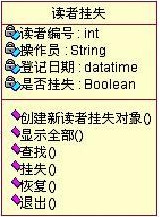 读者挂失
读者编号 : int
操作员 : String
登记日期 : datatime
是否挂失 : Boolean
创建新读者挂失对象()
显示全部()
查找()
挂失()
恢复()
退出()